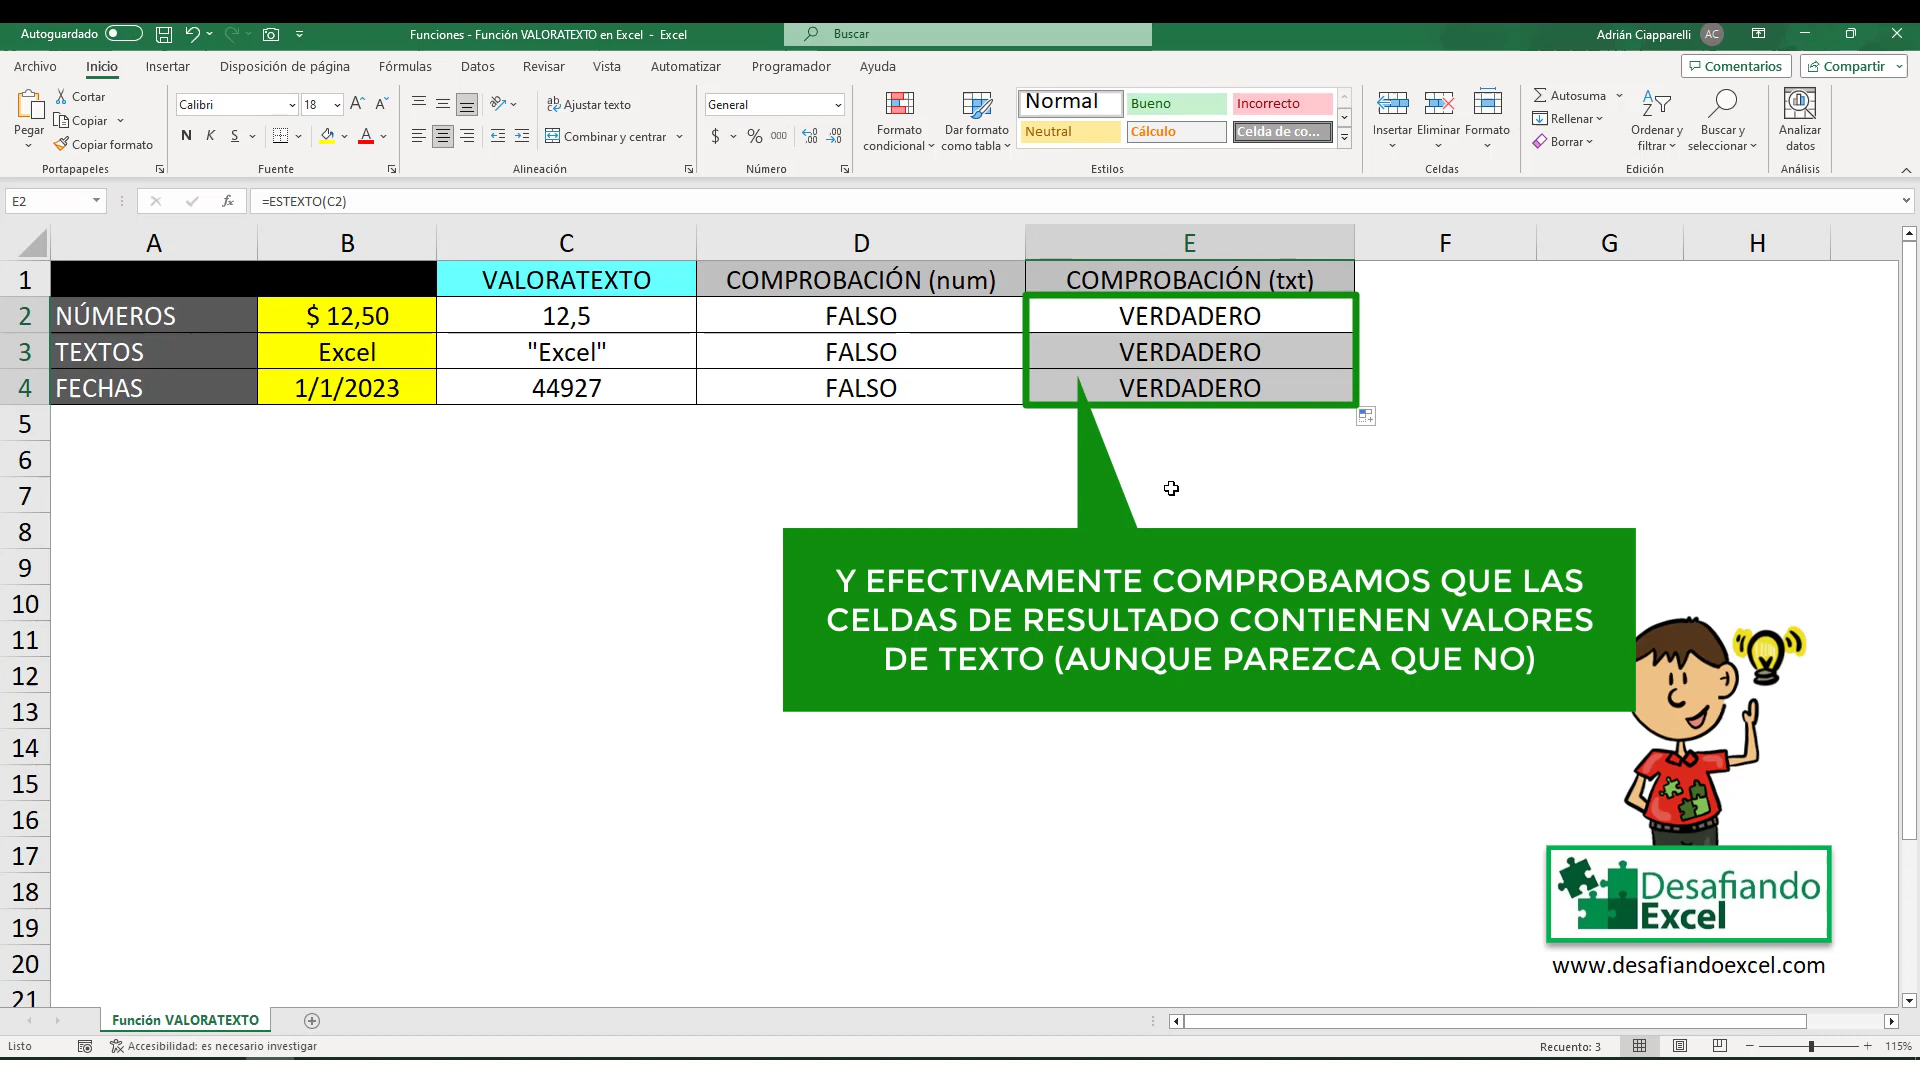 Autoguardado
Funciones - Función VALORATEXTO en Excel - Excel
Buscar
Adrián Ciapparelli AC
Archivo Inicio Insertar Disposición de página Fórmulas Datos Revisar Vista Automatizar Programador Ayuda
Comentarios Compartir
Pegar
Cortar
Copiar
Copiar formato
Portapapeles
Calibri 18
N K S
Fuente
Ajustar texto
Combinar y centrar
Alineación
General
$ % 000
Número
Formato
condicional
Dar formato
como tabla
Normal Bueno Incorrecto
Neutral Cálculo Celda de co...
Estilos
Insertar Eliminar Formato
Celdas
Autosuma
Rellenar
Borrar
Ordenar y
filtrar
Buscar y
seleccionar
Edición
Analizar
datos
Análisis
E2 fx =ESTEXTO(C2)
A B C D E F G H
1 VALORATEXTO COMPROBACIÓN (num) COMPROBACIÓN (txt)
2 NÚMEROS $ 12,50 12,5 FALSO VERDADERO
3 TEXTOS Excel "Excel" FALSO VERDADERO
4 FECHAS 1/1/2023 44927 FALSO VERDADERO
5
6
7
8
9
10
11
12
13
14
15
16
17
18
19
20
21
Y EFECTIVAMENTE COMPROBAMOS QUE LAS
CELDAS DE RESULTADO CONTIENEN VALORES
DE TEXTO (AUNQUE PAREZCA QUE NO)
Desafiando
Excel
www.desafiandoexcel.com
Función VALORATEXTO
Listo
Accesibilidad: es necesario investigar
Recuento: 3
115%